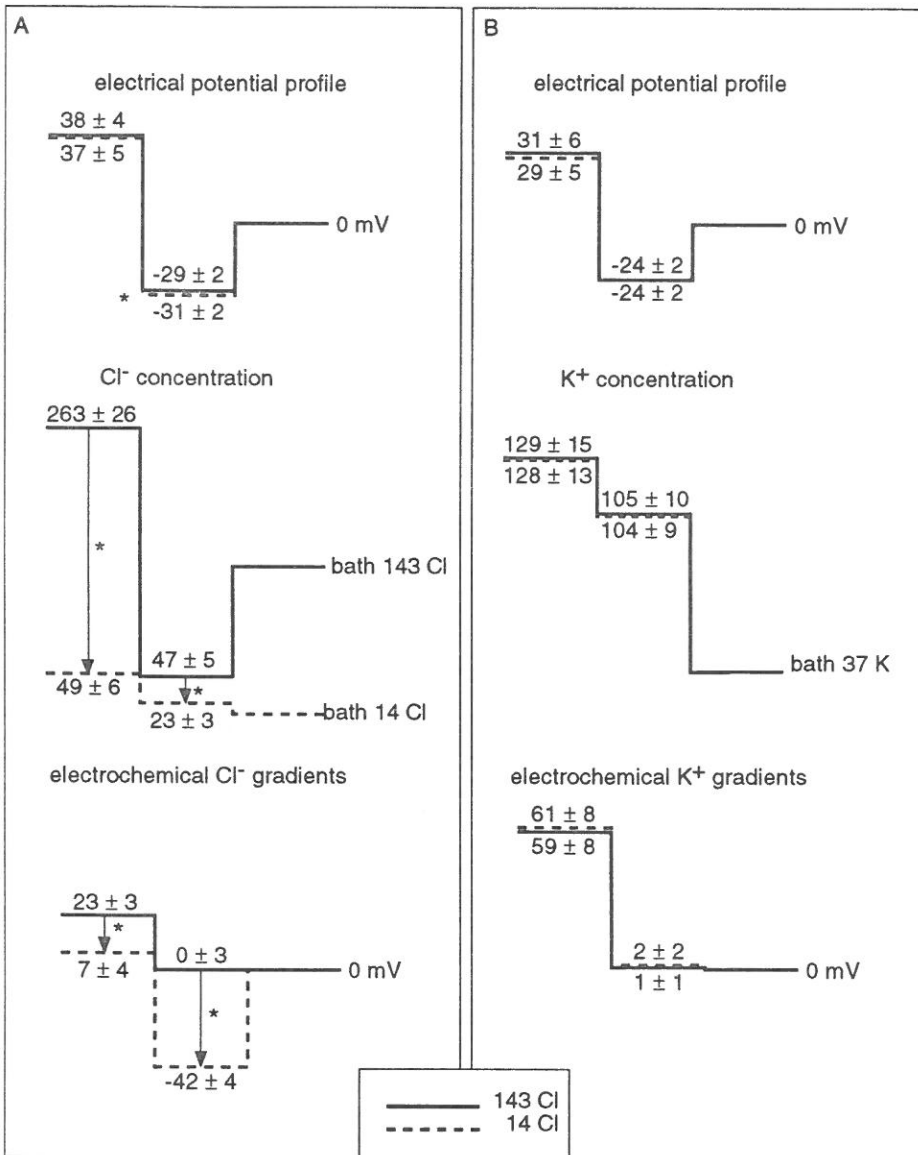 A
electrical potential profile
38 ± 4
37 ± 5
0 mV
-29 ± 2
*
-31 ± 2
Cl⁻ concentration
263 ± 26
*
bath 143 Cl
47 ± 5
*
49 ± 6
23 ± 3
bath 14 Cl
electrochemical Cl⁻ gradients
23 ± 3
*
7 ± 4
0 ± 3
0 mV
*
-42 ± 4
B
electrical potential profile
31 ± 6
29 ± 5
0 mV
-24 ± 2
-24 ± 2
K⁺ concentration
129 ± 15
128 ± 13
105 ± 10
104 ± 9
bath 37 K
electrochemical K⁺ gradients
61 ± 8
59 ± 8
2 ± 2
1 ± 1
0 mV
143 Cl
14 Cl